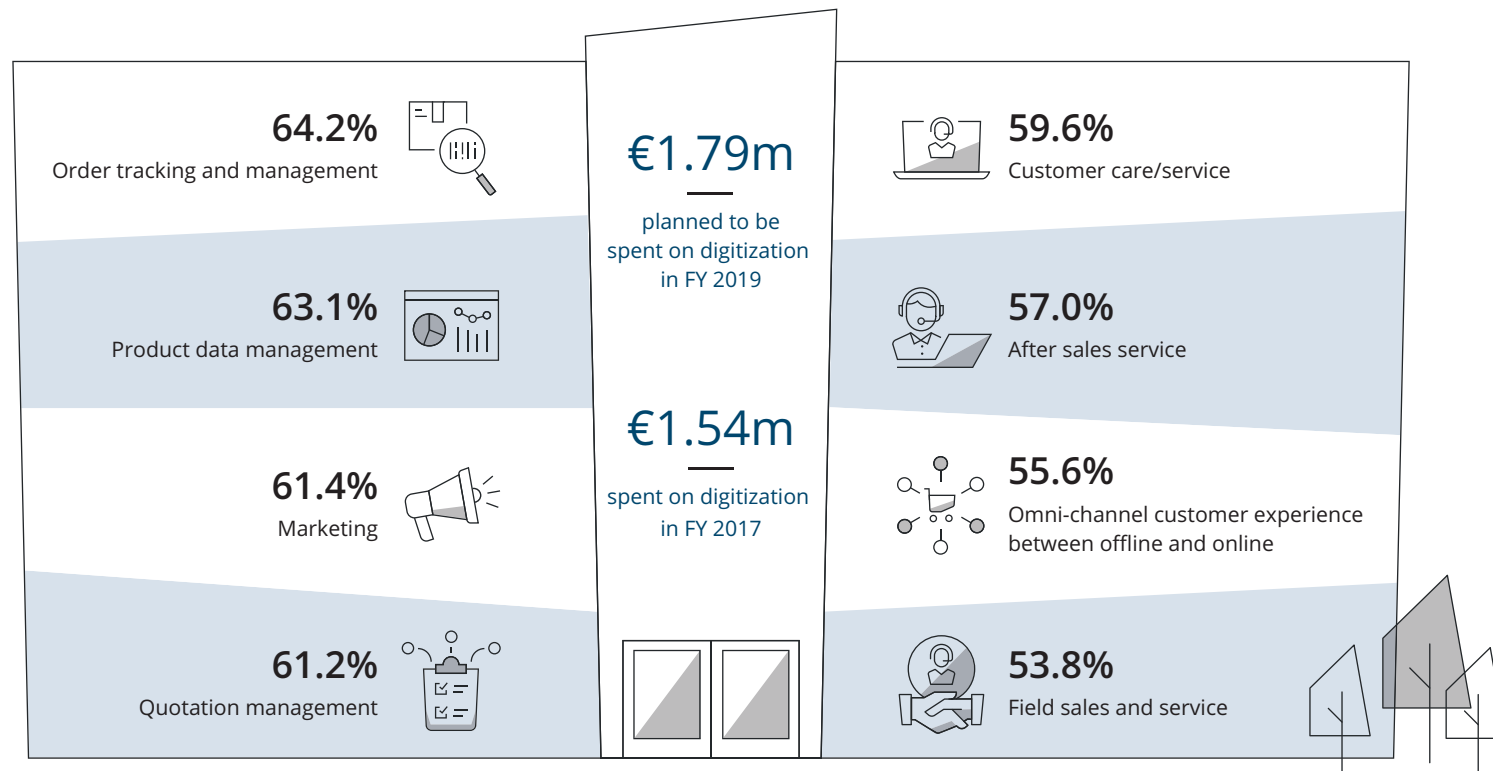 64.2%
Order tracking and management
63.1%
Product data management
61.4%
Marketing
61.2%
Quotation management
€1.79m
planned to be
spent on digitization
in FY 2019
€1.54m
spent on digitization
in FY 2017
59.6%
Customer care/service
57.0%
After sales service
55.6%
Omni-channel customer experience
between offline and online
53.8%
Field sales and service